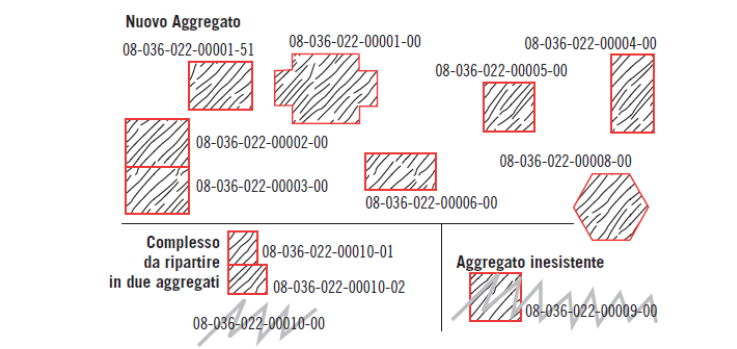 Nuovo Aggregato
08-036-022-00001-51
08-036-022-00001-00
08-036-022-00004-00
08-036-022-00005-00
08-036-022-00002-00
08-036-022-00003-00
08-036-022-00006-00
08-036-022-00008-00
Complesso
da ripartire
in due aggregati
08-036-022-00010-01
08-036-022-00010-02
08-036-022-00010-00
Aggregato inesistente
08-036-022-00009-00